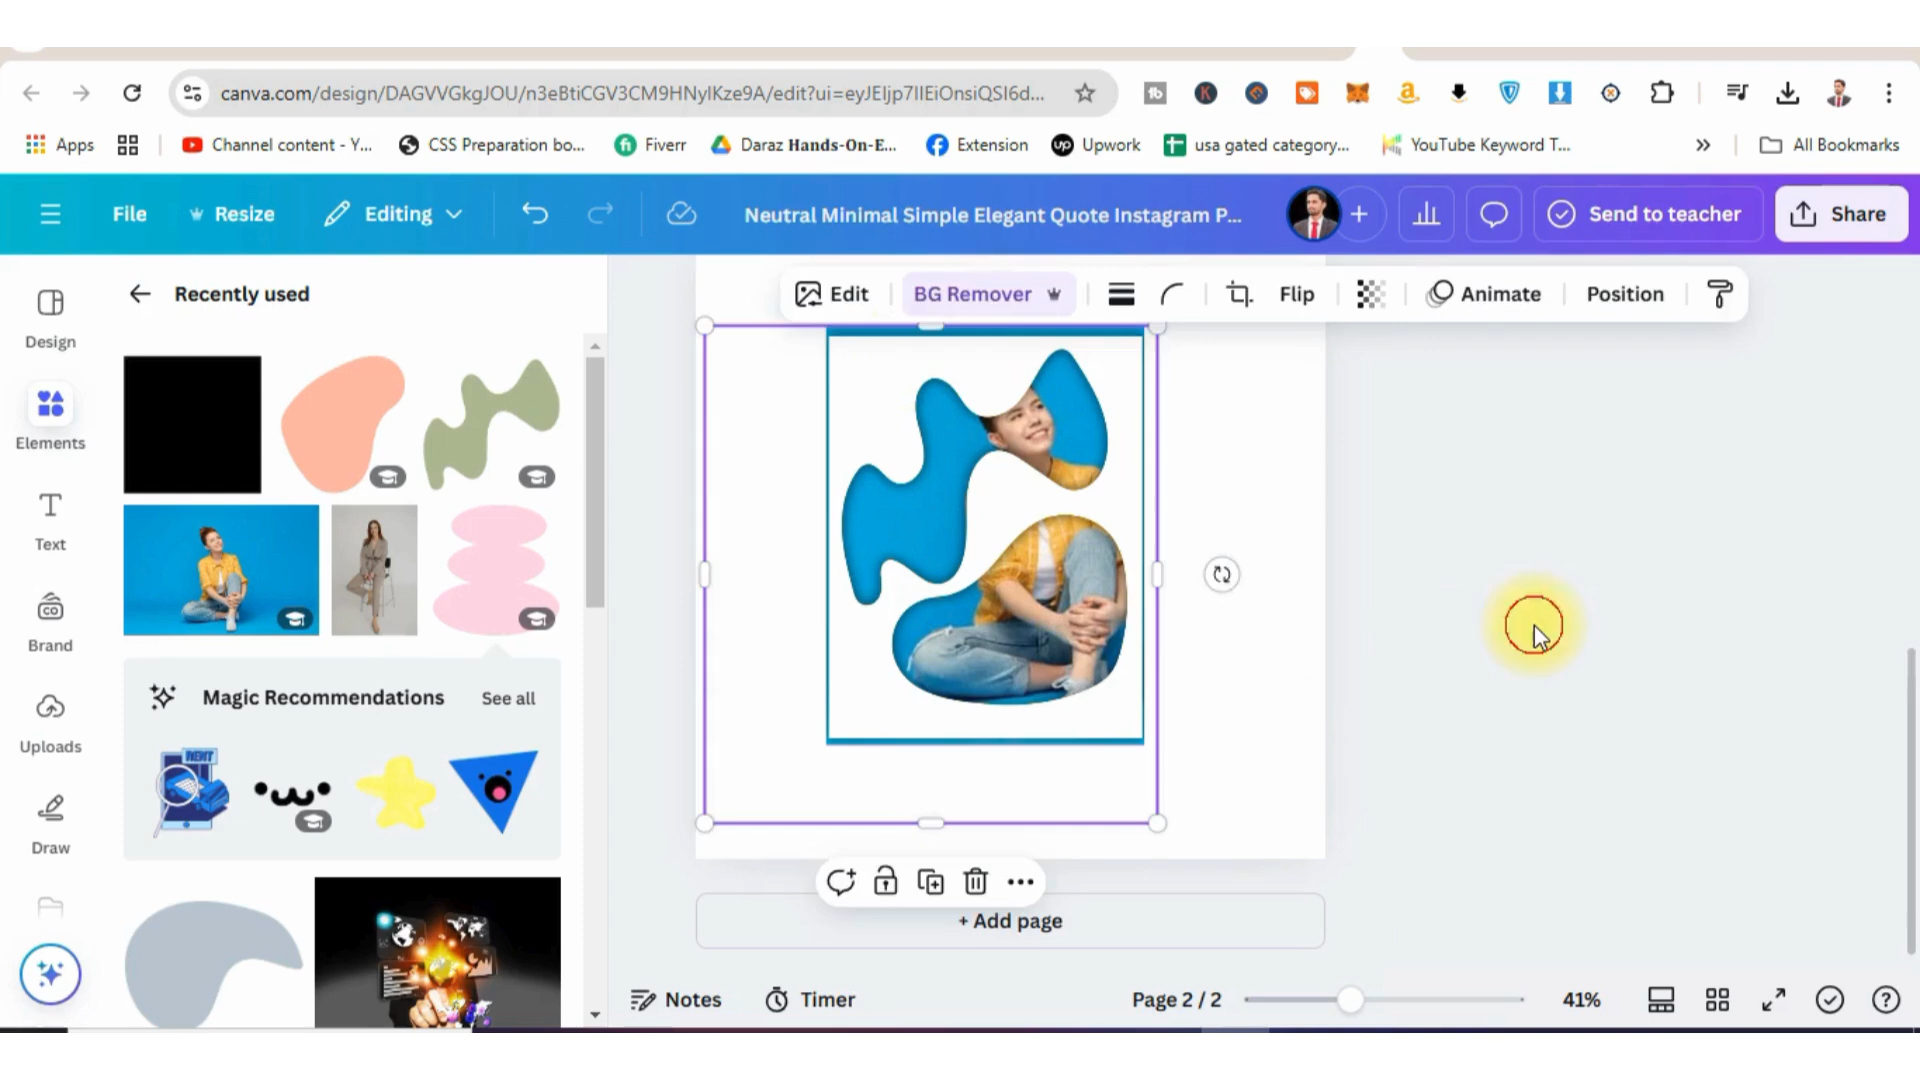 canva.com/design/DAGVVGkgJOU/n3eBtiCGV3CM9HNylKze9A/edit?ui=eyJEIjp7IIEiOnsiQSI6d...
Apps
Channel content - Y...
CSS Preparation bo...
Fiverr
Daraz Hands-On-E...
Extension
Upwork
usa gated category...
YouTube Keyword T...
All Bookmarks
File
Resize
Editing
Neutral Minimal Simple Elegant Quote Instagram P...
Send to teacher
Share
Recently used
Edit
BG Remover
Flip
Animate
Position
Design
Elements
Text
Brand
Uploads
Draw
Magic Recommendations
See all
RENT
+ Add page
Notes
Timer
Page 2 / 2
41%